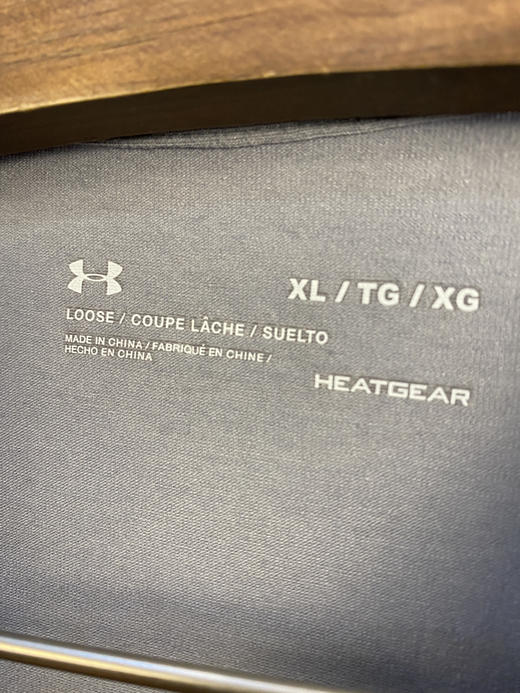 XL / TG / XG
LOOSE / COUPE LÂCHE / SUELTO
MADE IN CHINA / FABRIQUÉ EN CHINE /
HECHO EN CHINA
HEATGEAR